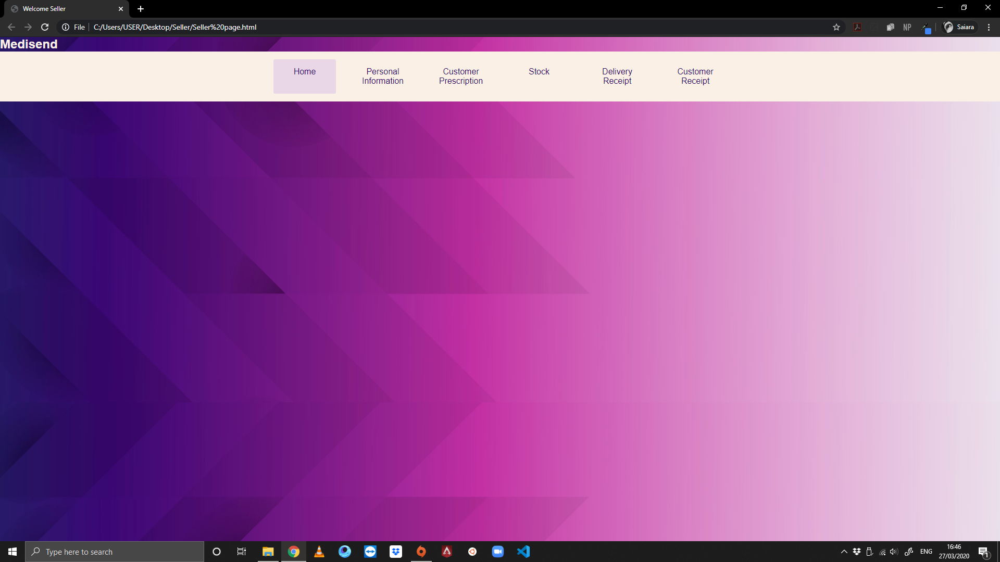 Welcome Seller
File
C:/Users/USER/Desktop/Seller/Seller%20page.html
NP
Saiara
Medisend
Home
Personal
Information
Customer
Prescription
Stock
Delivery
Receipt
Customer
Receipt
Type here to search
ENG
16:46
27/03/2020
1